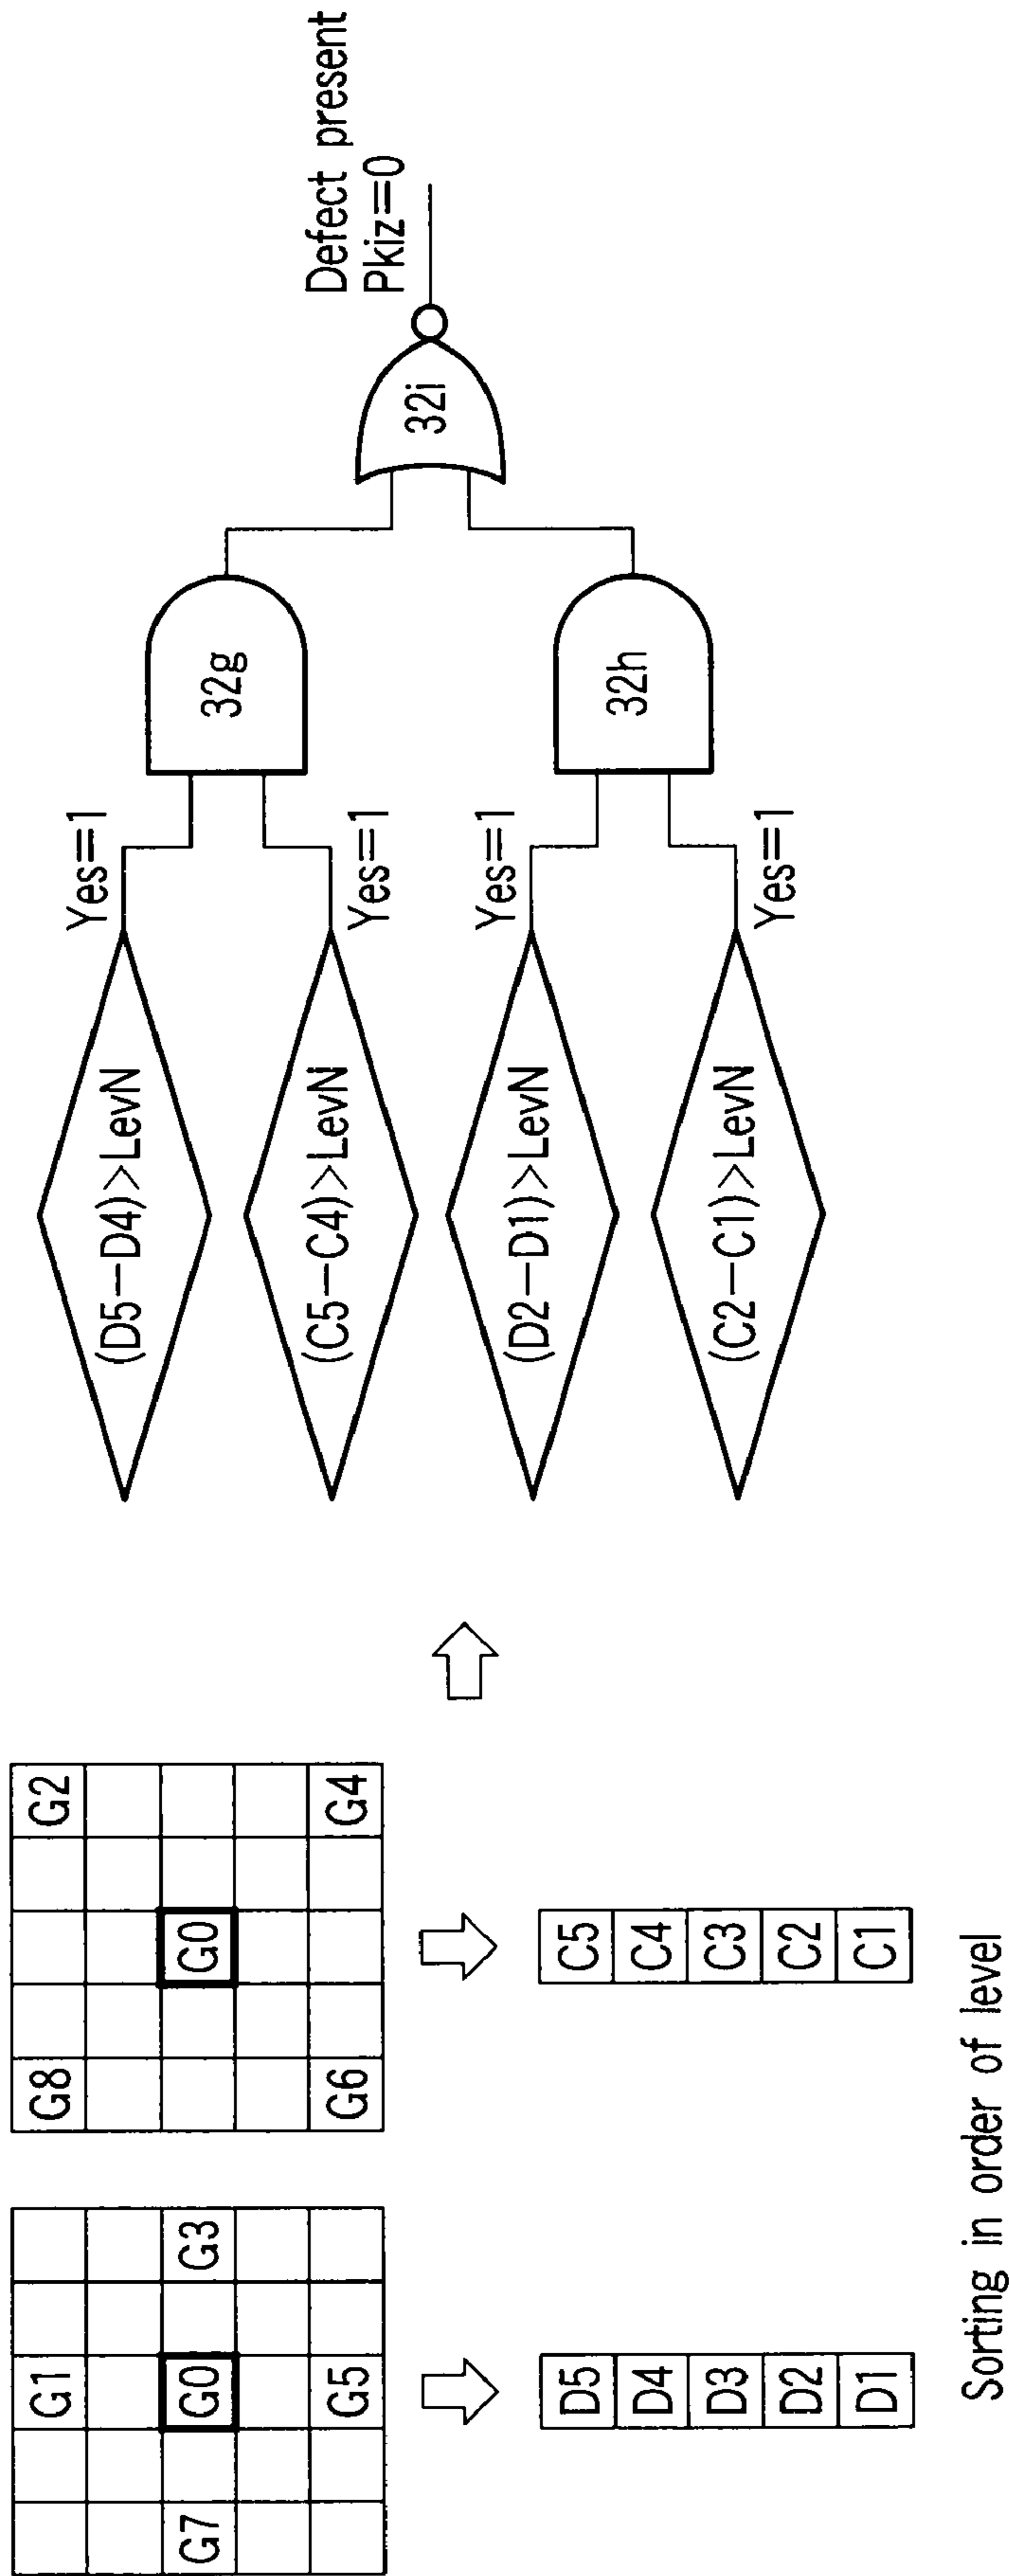 G1
G7
G0
G3
G5
D5
D4
D3
D2
D1
G8
G2
G0
G6
G4
C5
C4
C3
C2
C1
Sorting in order of level
(D5-D4)>LevN
Yes=1
(C5-C4)>LevN
Yes=1
(D2-D1)>LevN
Yes=1
(C2-C1)>LevN
Yes=1
32g
32h
32i
Defect present
Pkiz=0